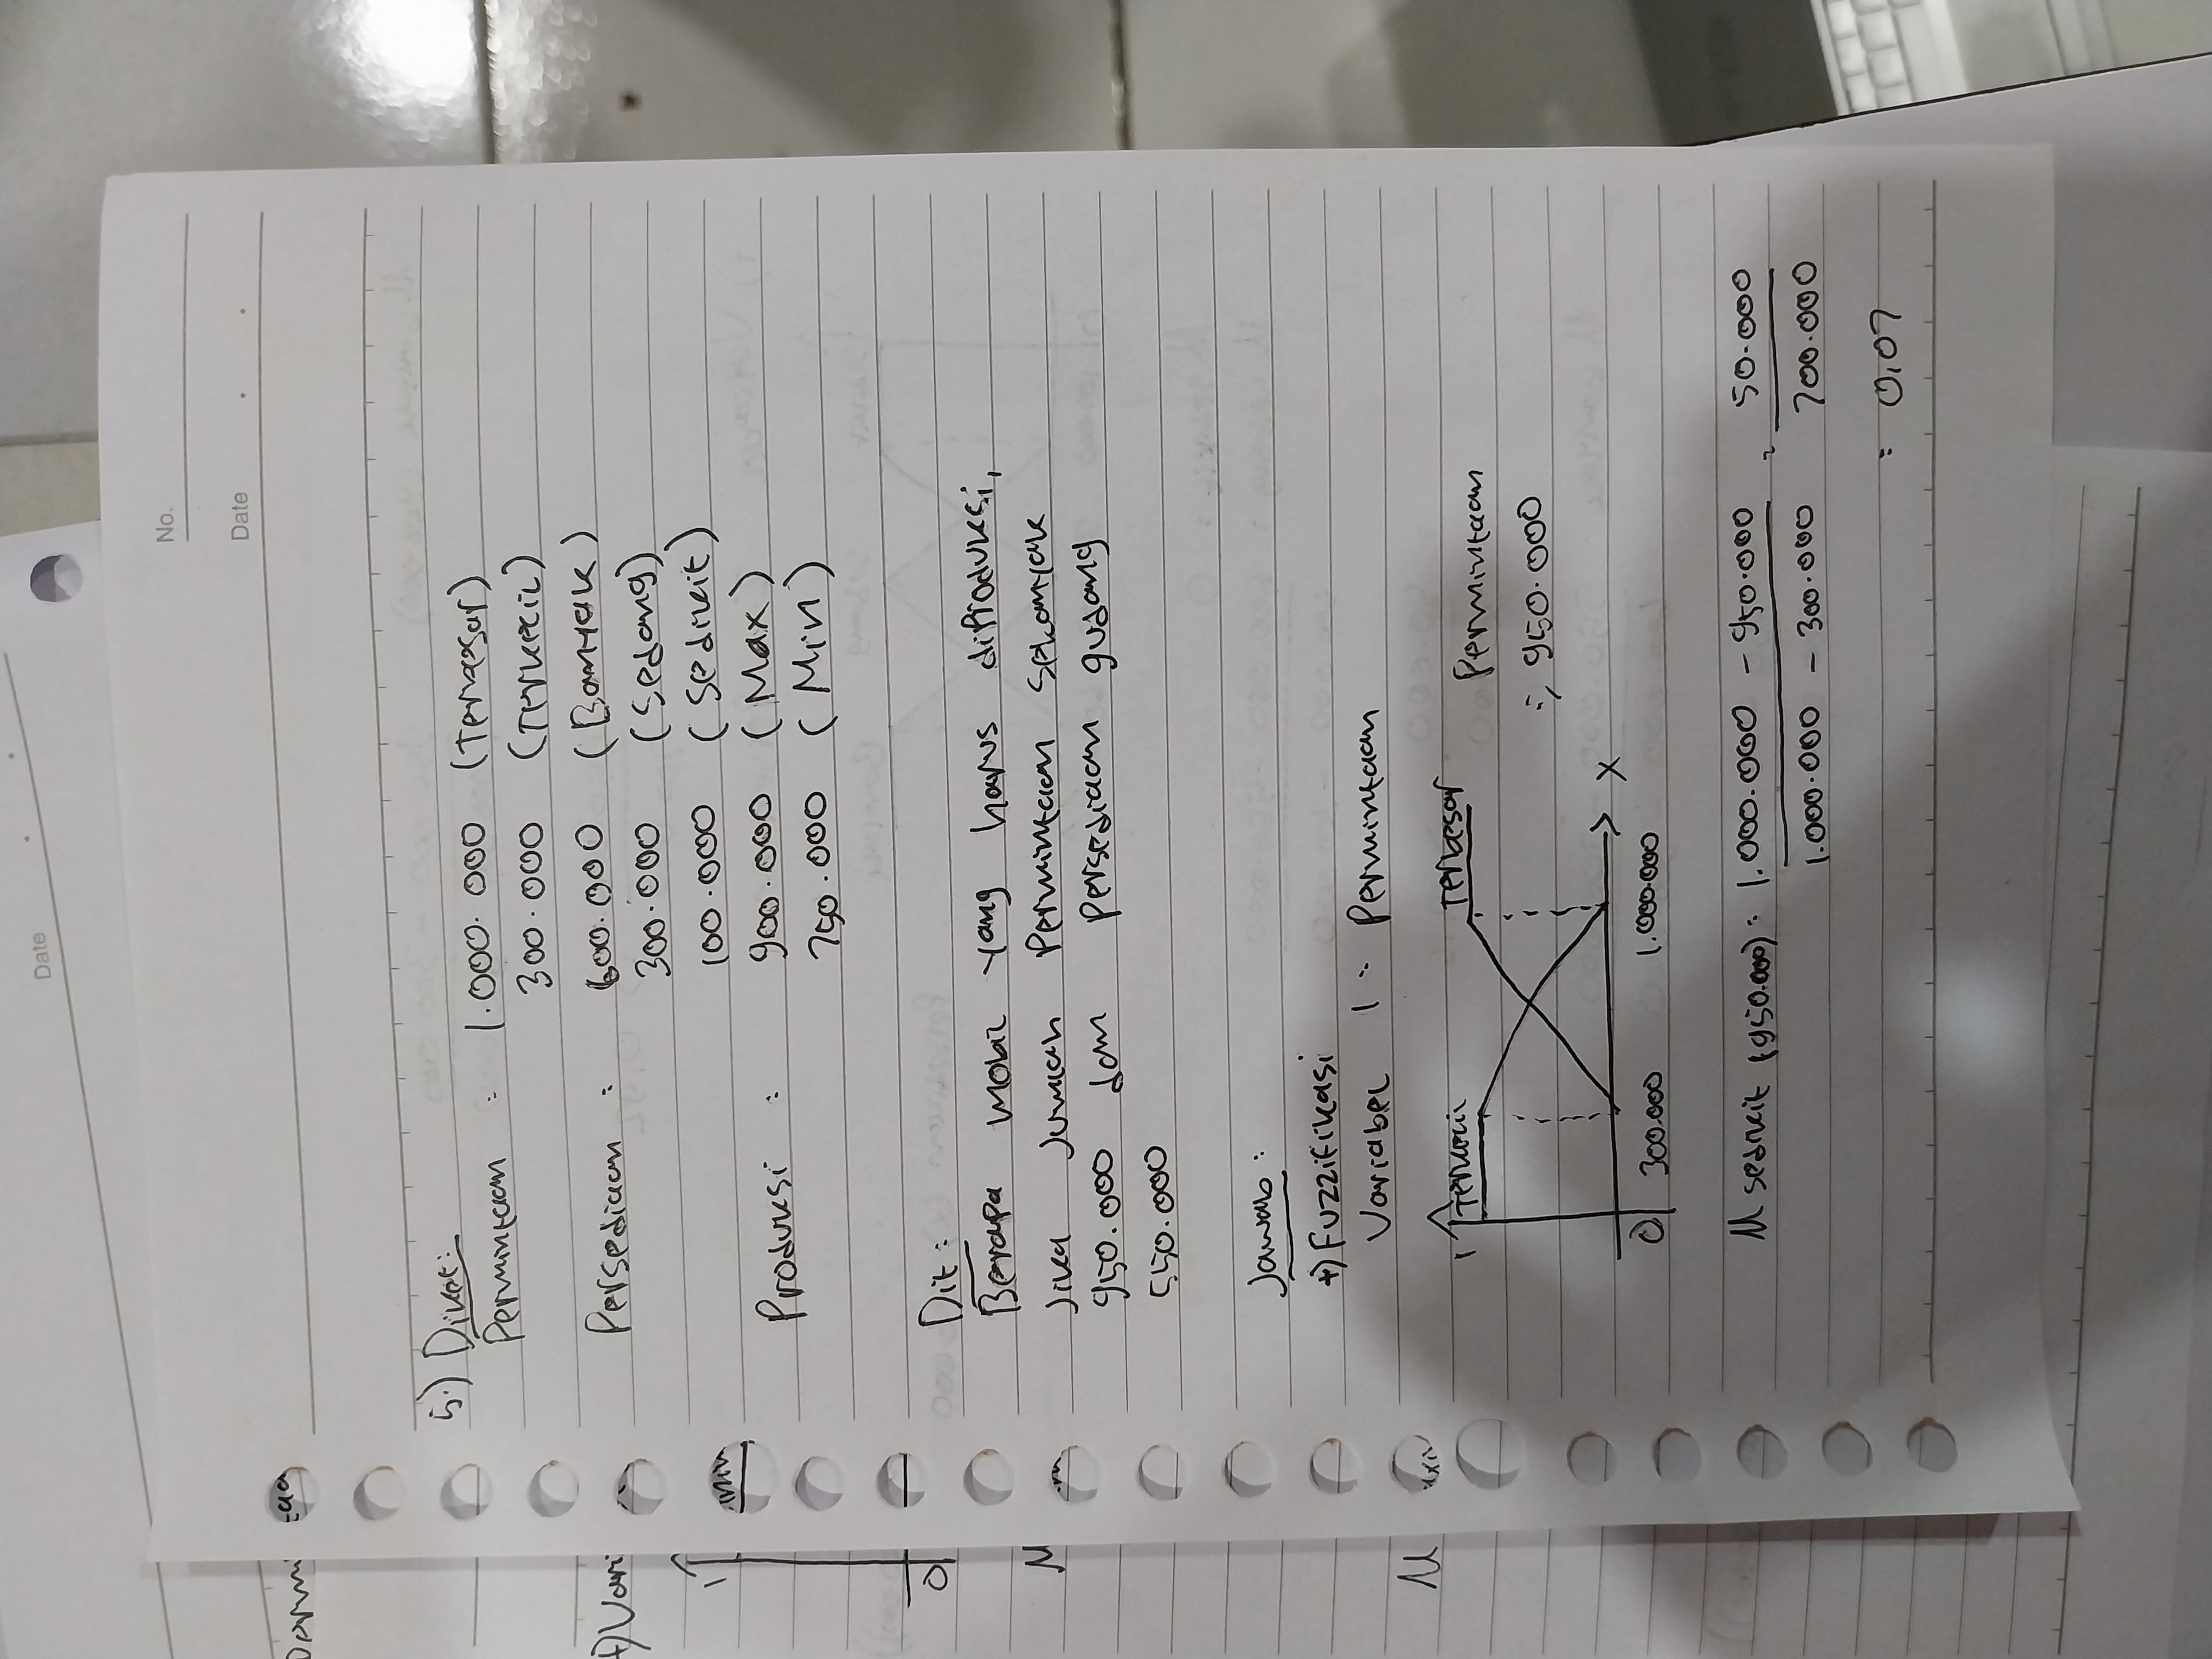 Date
No.
Date
5.) Diket:
Permintaan : 1.000.000 (Terbesar)
300.000 (Terkecil)
Persediaan : 600.000 (Banyak)
300.000 (Sedang)
100.000 (Sedikit)
Produksi : 900.000 (Max)
750.000 (Min)
Dit:
Berapa mobil yang harus diproduksi,
Jika Jumlah Permintaan sebanyak
950.000 dan Persediaan gudang
550.000
Jawab:
+) Fuzzifikasi
Variabel 1 : Permintaan
1 Terkecil Terbesar
Permintaan
= 950.000
X
0 300.000 1.000.000
M sedikit (950.000) : 1.000.000 - 950.000 = 50.000
1.000.000 - 300.000 700.000
= 0,07
+) Vari
1
0
M
M